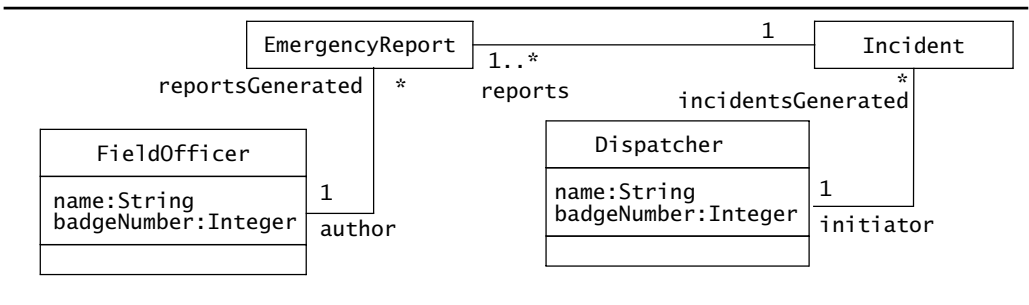 EmergencyReport
1
Incident
1..*
reportsGenerated
*
reports
*
incidentsGenerated
FieldOfficer
name:String
badgeNumber:Integer
1
author
Dispatcher
name:String
badgeNumber:Integer
1
initiator